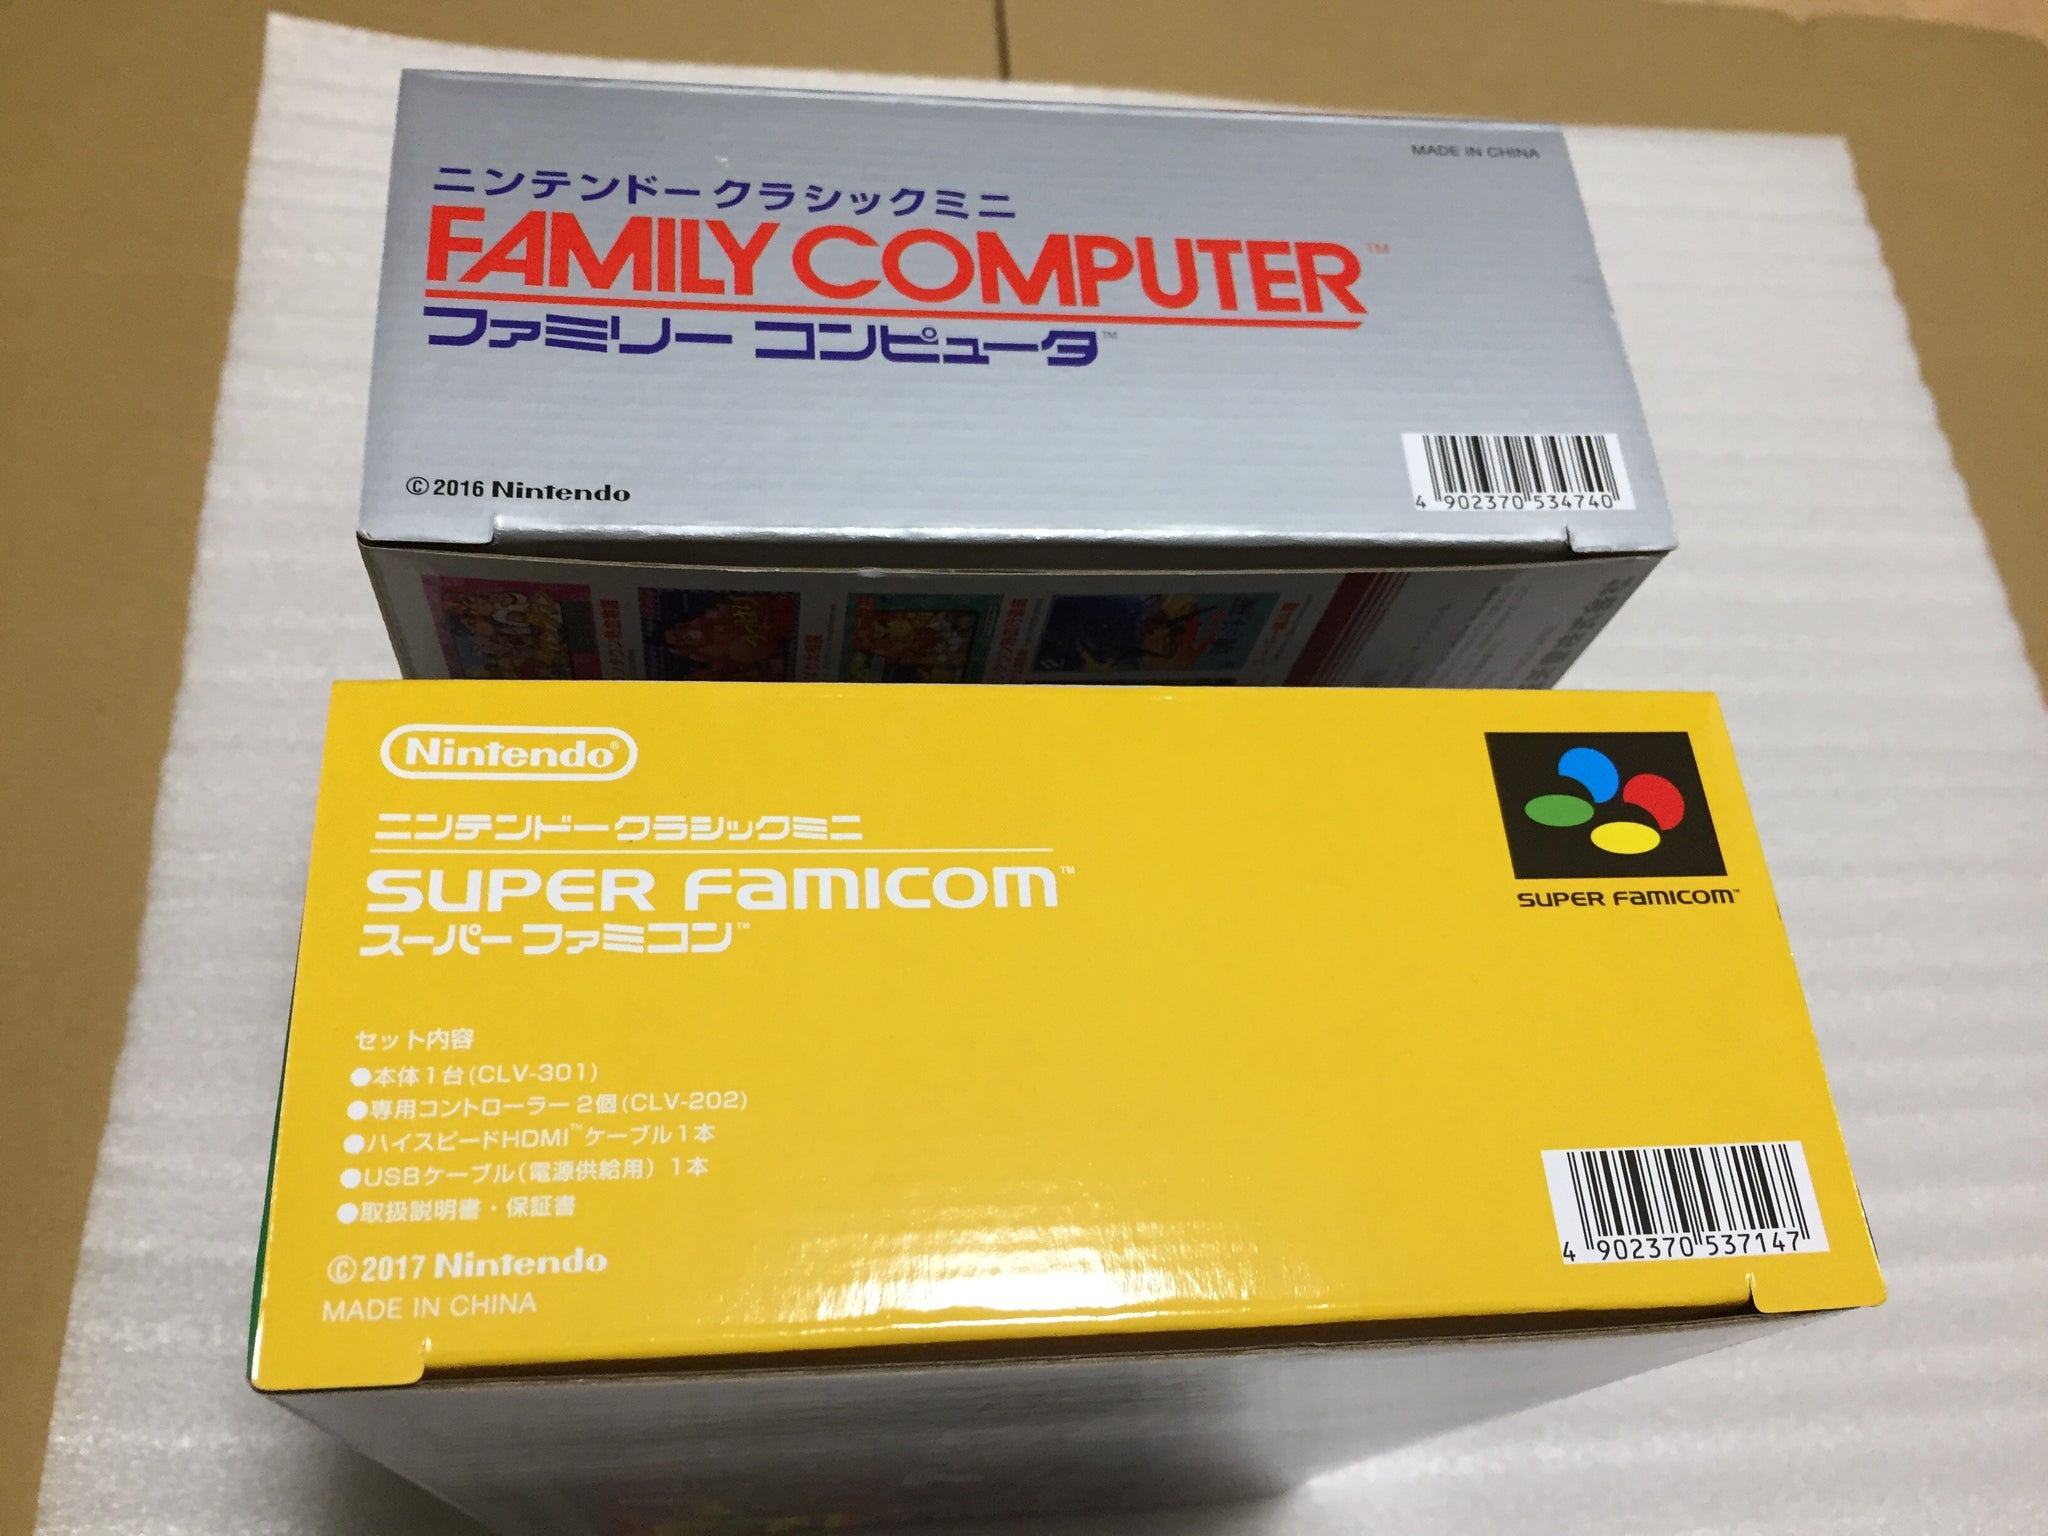 MADE IN CHINA
ニンテンドークラシックミニ
FAMILY COMPUTER™
ファミリー コンピュータ™
©2016 Nintendo
4 902370 534740
Nintendo®
ニンテンドークラシックミニ
SUPER FAMICOM™
スーパーファミコン™
SUPER FAMICOM™
セット内容
●本体1台(CLV-301)
●専用コントローラー 2個(CLV-202)
●ハイスピードHDMI™ケーブル1本
●USBケーブル(電源供給用) 1本
●取扱説明書・保証書
©2017 Nintendo
MADE IN CHINA
4 902370 537147